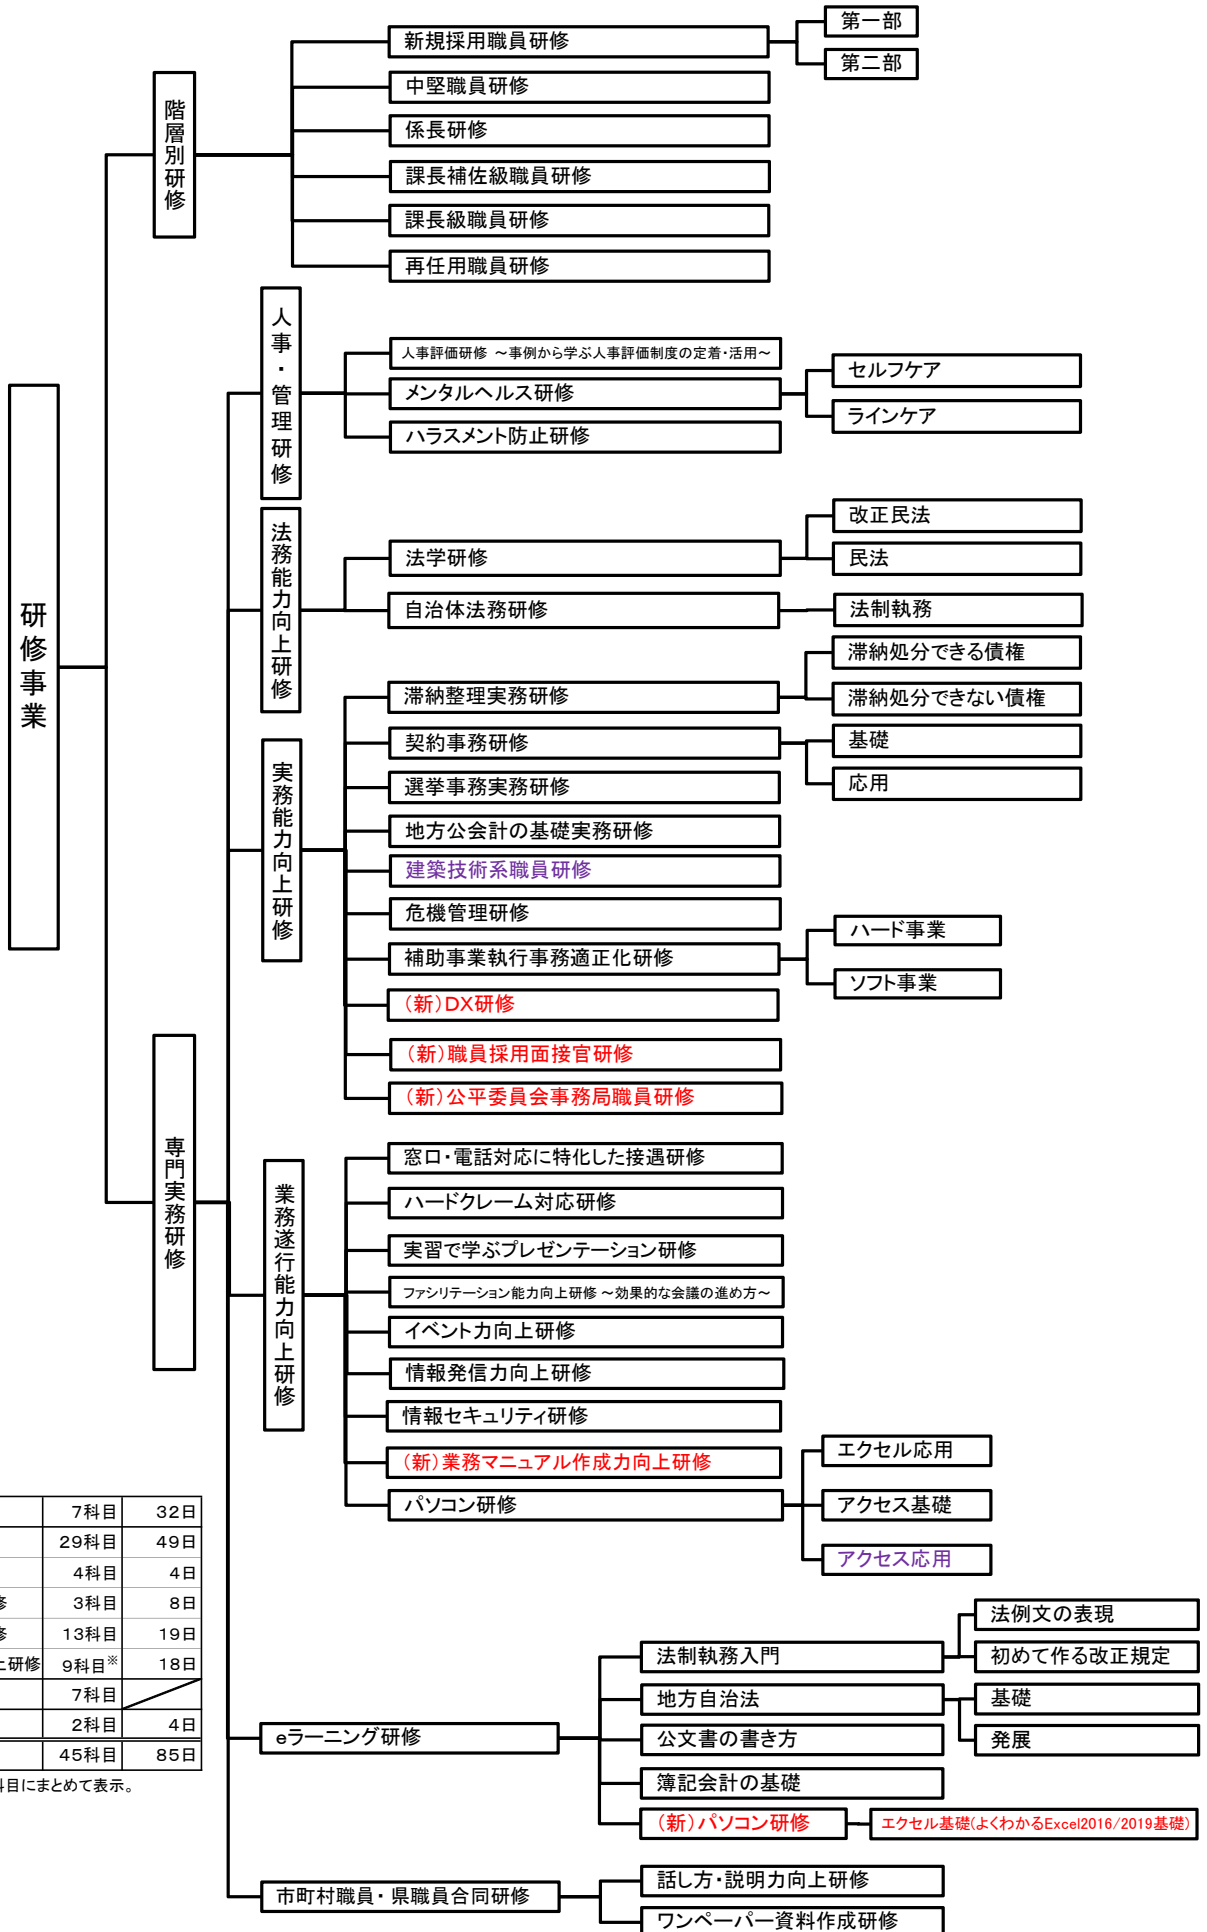 研修事業
階層別研修
新規採用職員研修
第一部
第二部
中堅職員研修
係長研修
課長補佐級職員研修
課長級職員研修
再任用職員研修
専門実務研修
人事・管理研修
人事評価研修 ～事例から学ぶ人事評価制度の定着・活用～
メンタルヘルス研修
セルフケア
ラインケア
ハラスメント防止研修
法務能力向上研修
法学研修
改正民法
民法
自治体法務研修
法制執務
実務能力向上研修
滞納整理実務研修
滞納処分できる債権
滞納処分できない債権
契約事務研修
基礎
応用
選挙事務実務研修
地方公会計の基礎実務研修
建築技術系職員研修
危機管理研修
補助事業執行事務適正化研修
ハード事業
ソフト事業
（新）DX研修
（新）職員採用面接官研修
（新）公平委員会事務局職員研修
業務遂行能力向上研修
窓口・電話対応に特化した接遇研修
ハードクレーム対応研修
実習で学ぶプレゼンテーション研修
ファシリテーション能力向上研修 ～効果的な会議の進め方～
イベント力向上研修
情報発信力向上研修
情報セキュリティ研修
（新）業務マニュアル作成力向上研修
パソコン研修
エクセル応用
アクセス基礎
アクセス応用
eラーニング研修
法制執務入門
法例文の表現
初めて作る改正規定
地方自治法
基礎
発展
公文書の書き方
簿記会計の基礎
（新）パソコン研修
エクセル基礎(よくわかるExcel2016/2019基礎)
市町村職員・県職員合同研修
話し方・説明力向上研修
ワンペーパー資料作成研修
7科目 32日
29科目 49日
4科目 4日
修 3科目 8日
修 13科目 19日
上研修 9科目※ 18日
7科目
2科目 4日
45科目 85日
科目にまとめて表示。